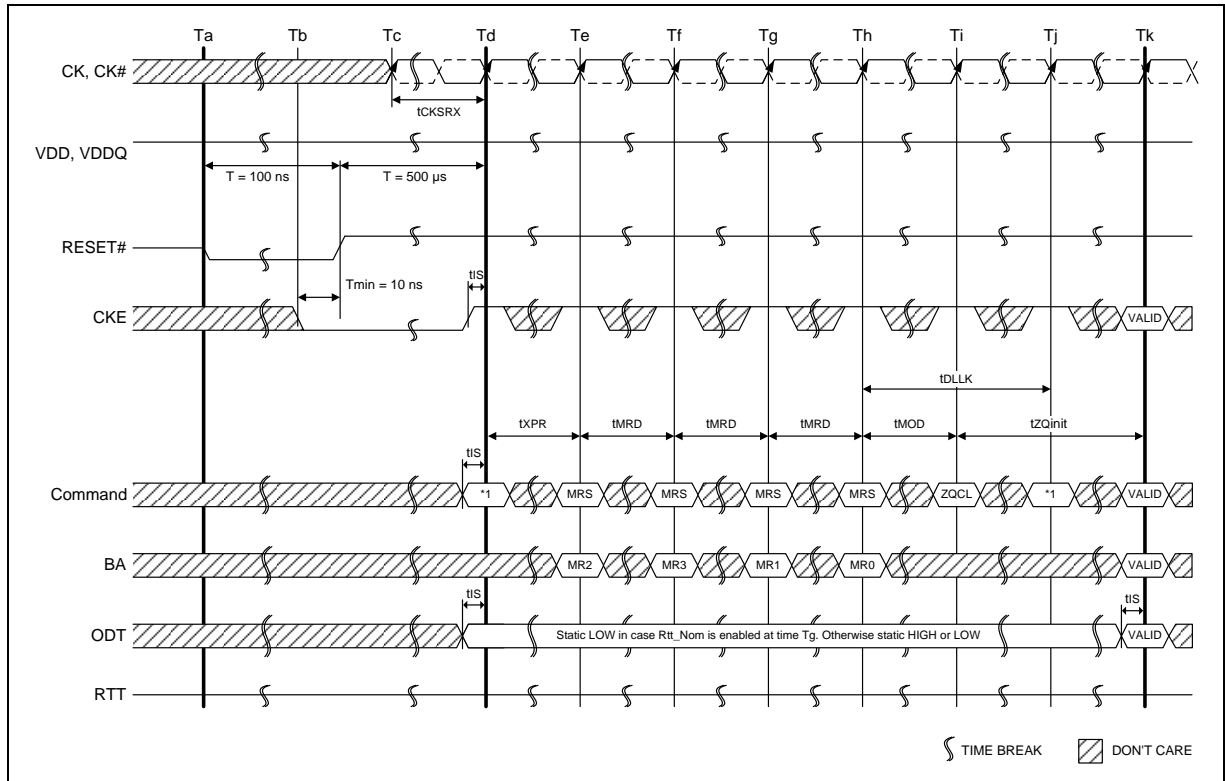 Ta Tb Tc Td Te Tf Tg Th Ti Tj Tk
CK, CK#
tCKSRX
VDD, VDDQ
T = 100 ns T = 500 µs
RESET#
tIS
Tmin = 10 ns
CKE VALID
tDLLK
tXPR tMRD tMRD tMRD tMOD tZQinit
tIS
Command *1 MRS MRS MRS MRS ZQCL *1 VALID
BA MR2 MR3 MR1 MR0 VALID
tIS tIS
ODT Static LOW in case Rtt_Nom is enabled at time Tg. Otherwise static HIGH or LOW VALID
RTT
TIME BREAK DON'T CARE